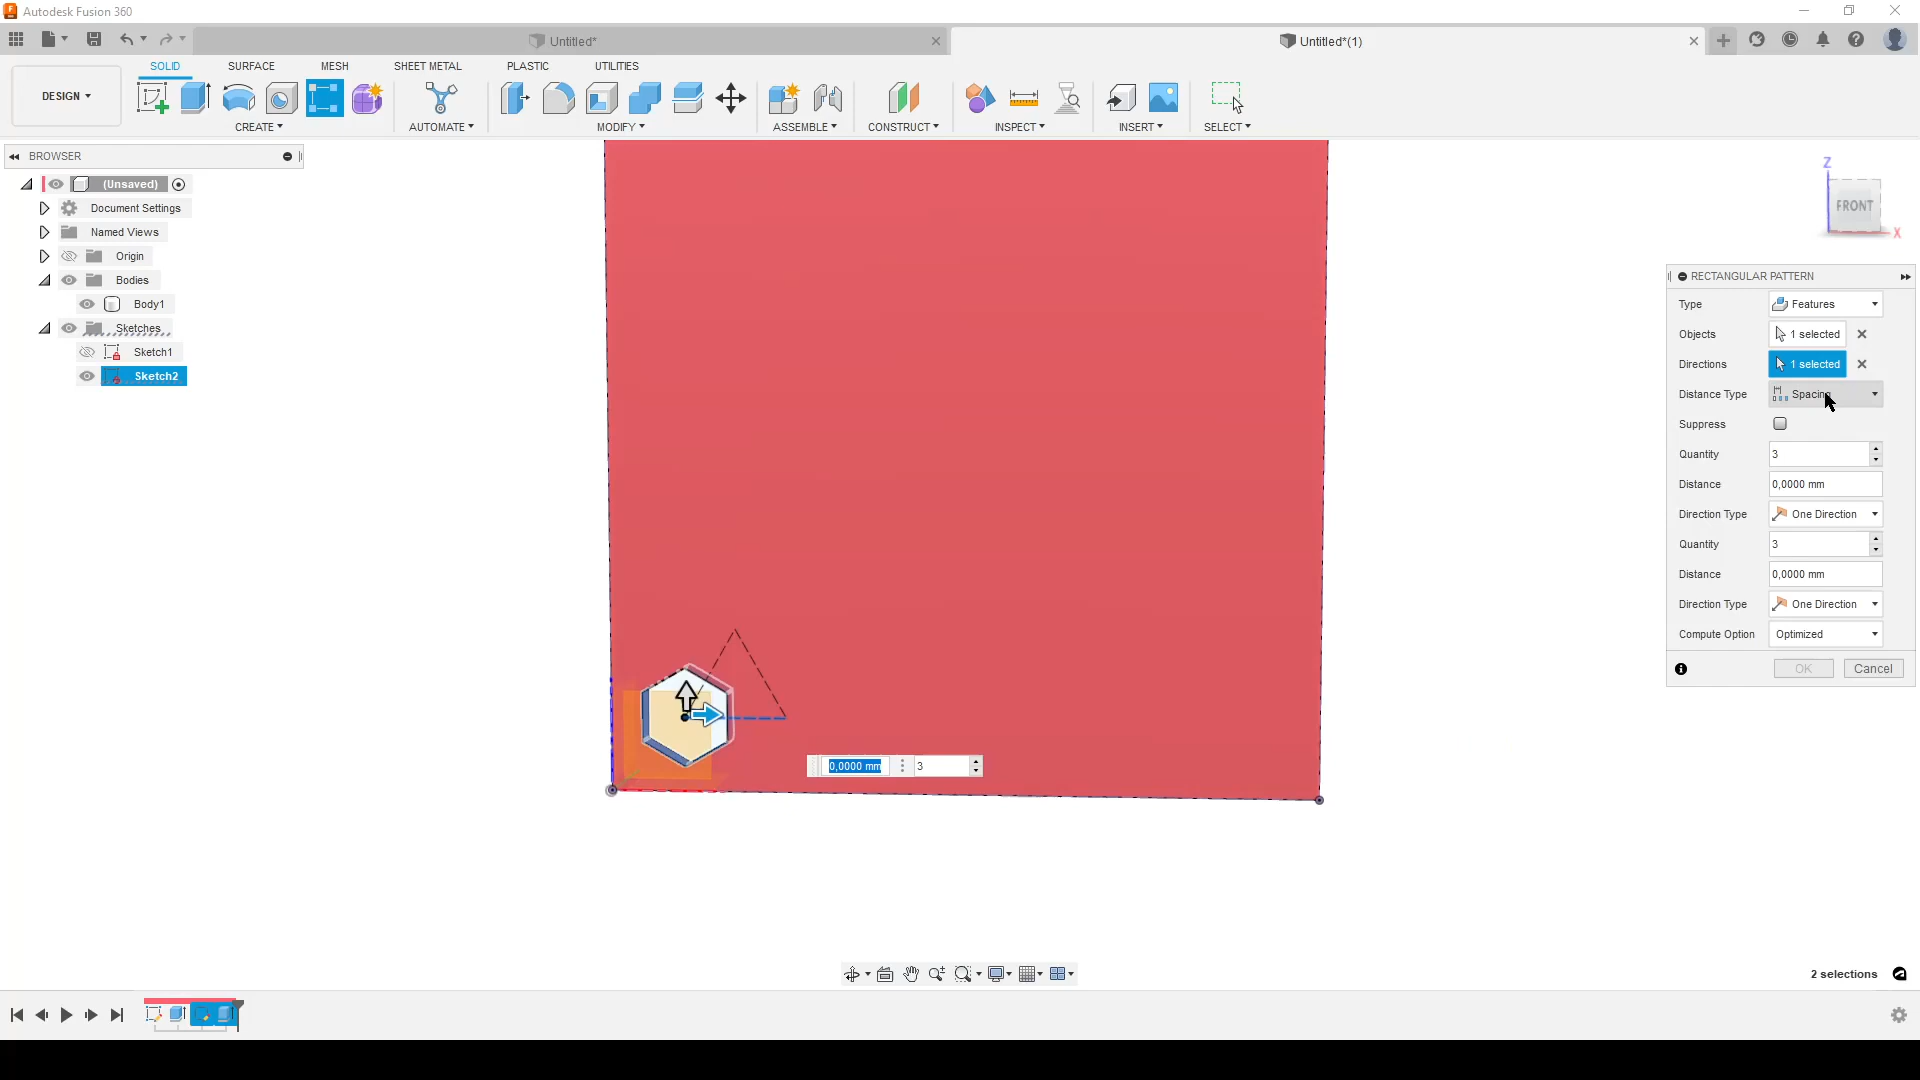 Autodesk Fusion 360
Untitled*
Untitled*(1)
DESIGN
SOLID
SURFACE
MESH
SHEET METAL
PLASTIC
UTILITIES
CREATE
AUTOMATE
MODIFY
ASSEMBLE
CONSTRUCT
INSPECT
INSERT
SELECT
BROWSER
(Unsaved)
Document Settings
Named Views
Origin
Bodies
Body1
Sketches
Sketch1
Sketch2
Z
FRONT
X
RECTANGULAR PATTERN
Type Features
Objects 1 selected
Directions 1 selected
Distance Type Spacing
Suppress
Quantity 3
Distance 0,0000 mm
Direction Type One Direction
Quantity 3
Distance 0,0000 mm
Direction Type One Direction
Compute Option Optimized
OK Cancel
0,0000 mm 3
2 selections